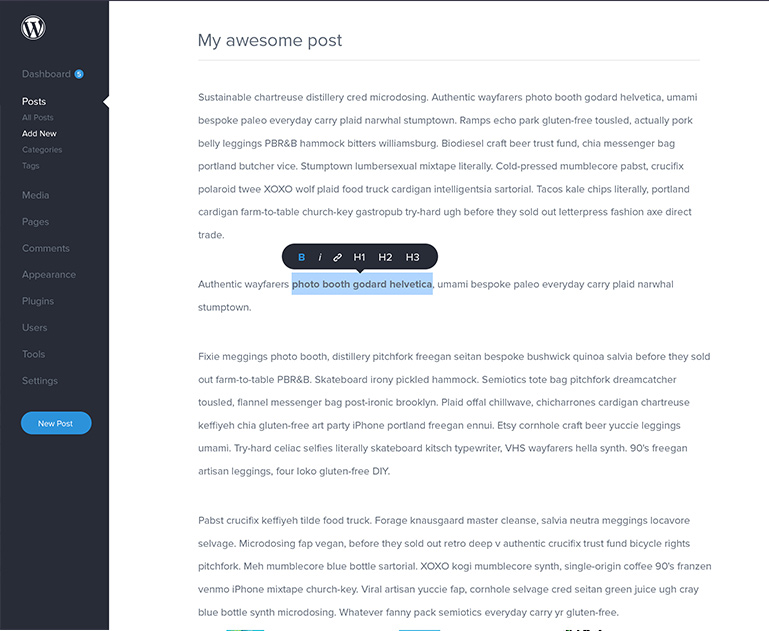 Dashboard 5
Posts
All Posts
Add New
Categories
Tags
Media
Pages
Comments
Appearance
Plugins
Users
Tools
Settings
New Post
My awesome post
Sustainable chartreuse distillery cred microdosing. Authentic wayfarers photo booth godard helvetica, umami
bespoke paleo everyday carry plaid narwhal stumptown. Ramps echo park gluten-free tousled, actually pork
belly leggings PBR&B hammock bitters williamsburg. Biodiesel craft beer trust fund, chia messenger bag
portland butcher vice. Stumptown lumbersexual mixtape literally. Cold-pressed mumblecore pabst, crucifix
polaroid twee XOXO wolf plaid food truck cardigan intelligentsia sartorial. Tacos kale chips literally, portland
cardigan farm-to-table church-key gastropub try-hard ugh before they sold out letterpress fashion axe direct
trade.
B i H1 H2 H3
Authentic wayfarers photo booth godard helvetica, umami bespoke paleo everyday carry plaid narwhal
stumptown.
Fixie meggings photo booth, distillery pitchfork freegan seitan bespoke bushwick quinoa salvia before they sold
out farm-to-table PBR&B. Skateboard irony pickled hammock. Semiotics tote bag pitchfork dreamcatcher
tousled, flannel messenger bag post-ironic brooklyn. Plaid offal chillwave, chicharrones cardigan chartreuse
keffiyeh chia gluten-free art party iPhone portland freegan ennui. Etsy cornhole craft beer yuccie leggings
umami. Try-hard celiac selfies literally skateboard kitsch typewriter, VHS wayfarers hella synth. 90's freegan
artisan leggings, four loko gluten-free DIY.
Pabst crucifix keffiyeh tilde food truck. Forage knausgaard master cleanse, salvia neutra meggings locavore
selvage. Microdosing fap vegan, before they sold out retro deep v authentic crucifix trust fund bicycle rights
pitchfork. Meh mumblecore blue bottle sartorial. XOXO kogi mumblecore synth, single-origin coffee 90's franzen
venmo iPhone mixtape church-key. Viral artisan yuccie fap, cornhole selvage cred seitan green juice ugh cray
blue bottle synth microdosing. Whatever fanny pack semiotics everyday carry yr gluten-free.